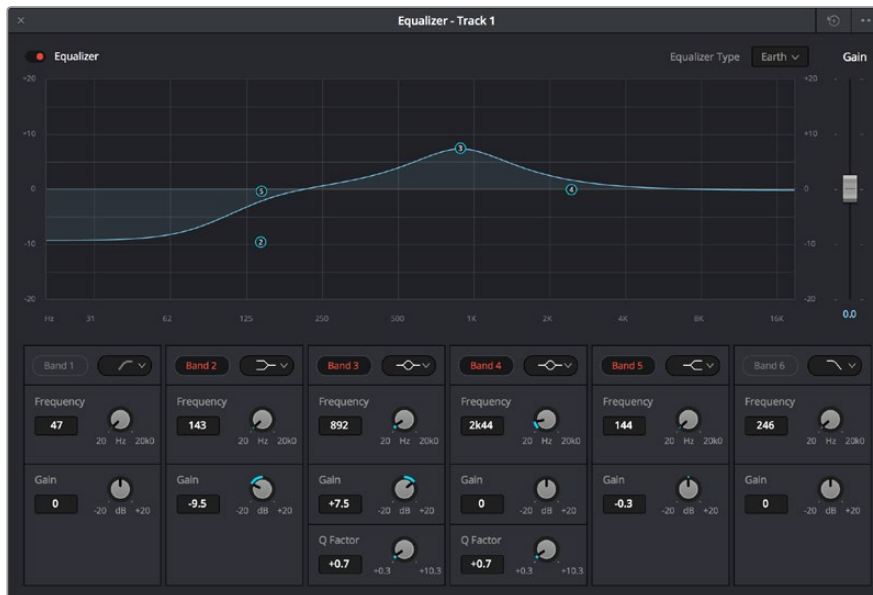 Equalizer - Track 1
Equalizer Equalizer Type Earth Gain
+20 +20
+10 +10
0 0
-10 -10
-20 -20
Hz 31 62 125 250 500 1K 2K 4K 8K 16K 0.0
5 3 4
2
Band 1 Band 2 Band 3 Band 4 Band 5 Band 6
Frequency Frequency Frequency Frequency Frequency Frequency
47 143 892 2k44 144 246
20 Hz 20k0 20 Hz 20k0 20 Hz 20k0 20 Hz 20k0 20 Hz 20k0 20 Hz 20k0
Gain Gain Gain Gain Gain Gain
0 -9.5 +7.5 0 -0.3 0
-20 dB +20 -20 dB +20 -20 dB +20 -20 dB +20 -20 dB +20 -20 dB +20
Q Factor Q Factor
+0.7 +0.7
+0.3 +10.3 +0.3 +10.3